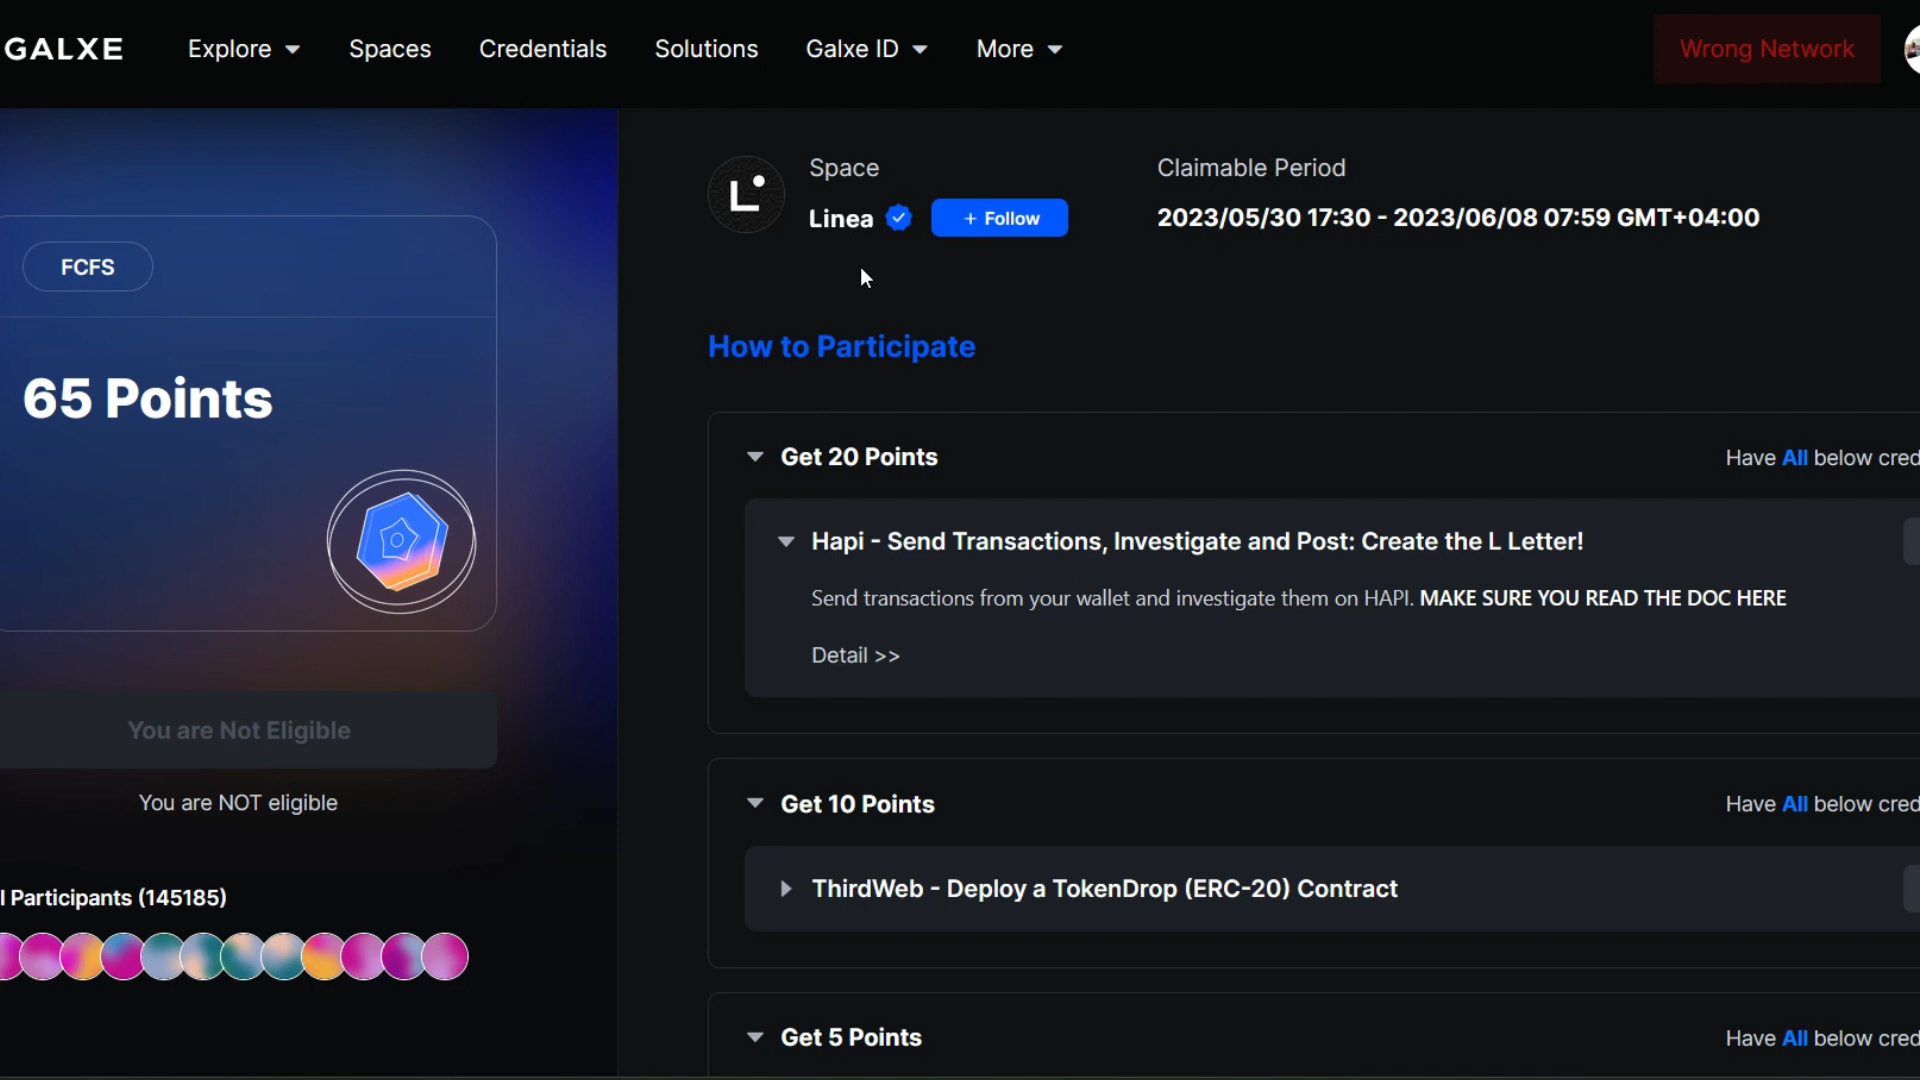 GALXE
Explore
Spaces
Credentials
Solutions
Galxe ID
More
Wrong Network
FCFS
65 Points
You are Not Eligible
You are NOT eligible
l Participants (145185)
Space
Linea
+ Follow
Claimable Period
2023/05/30 17:30 - 2023/06/08 07:59 GMT+04:00
How to Participate
Get 20 Points
Have All below cred
Hapi - Send Transactions, Investigate and Post: Create the L Letter!
Send transactions from your wallet and investigate them on HAPI. MAKE SURE YOU READ THE DOC HERE
Detail >>
Get 10 Points
Have All below cred
ThirdWeb - Deploy a TokenDrop (ERC-20) Contract
Get 5 Points
Have All below cred